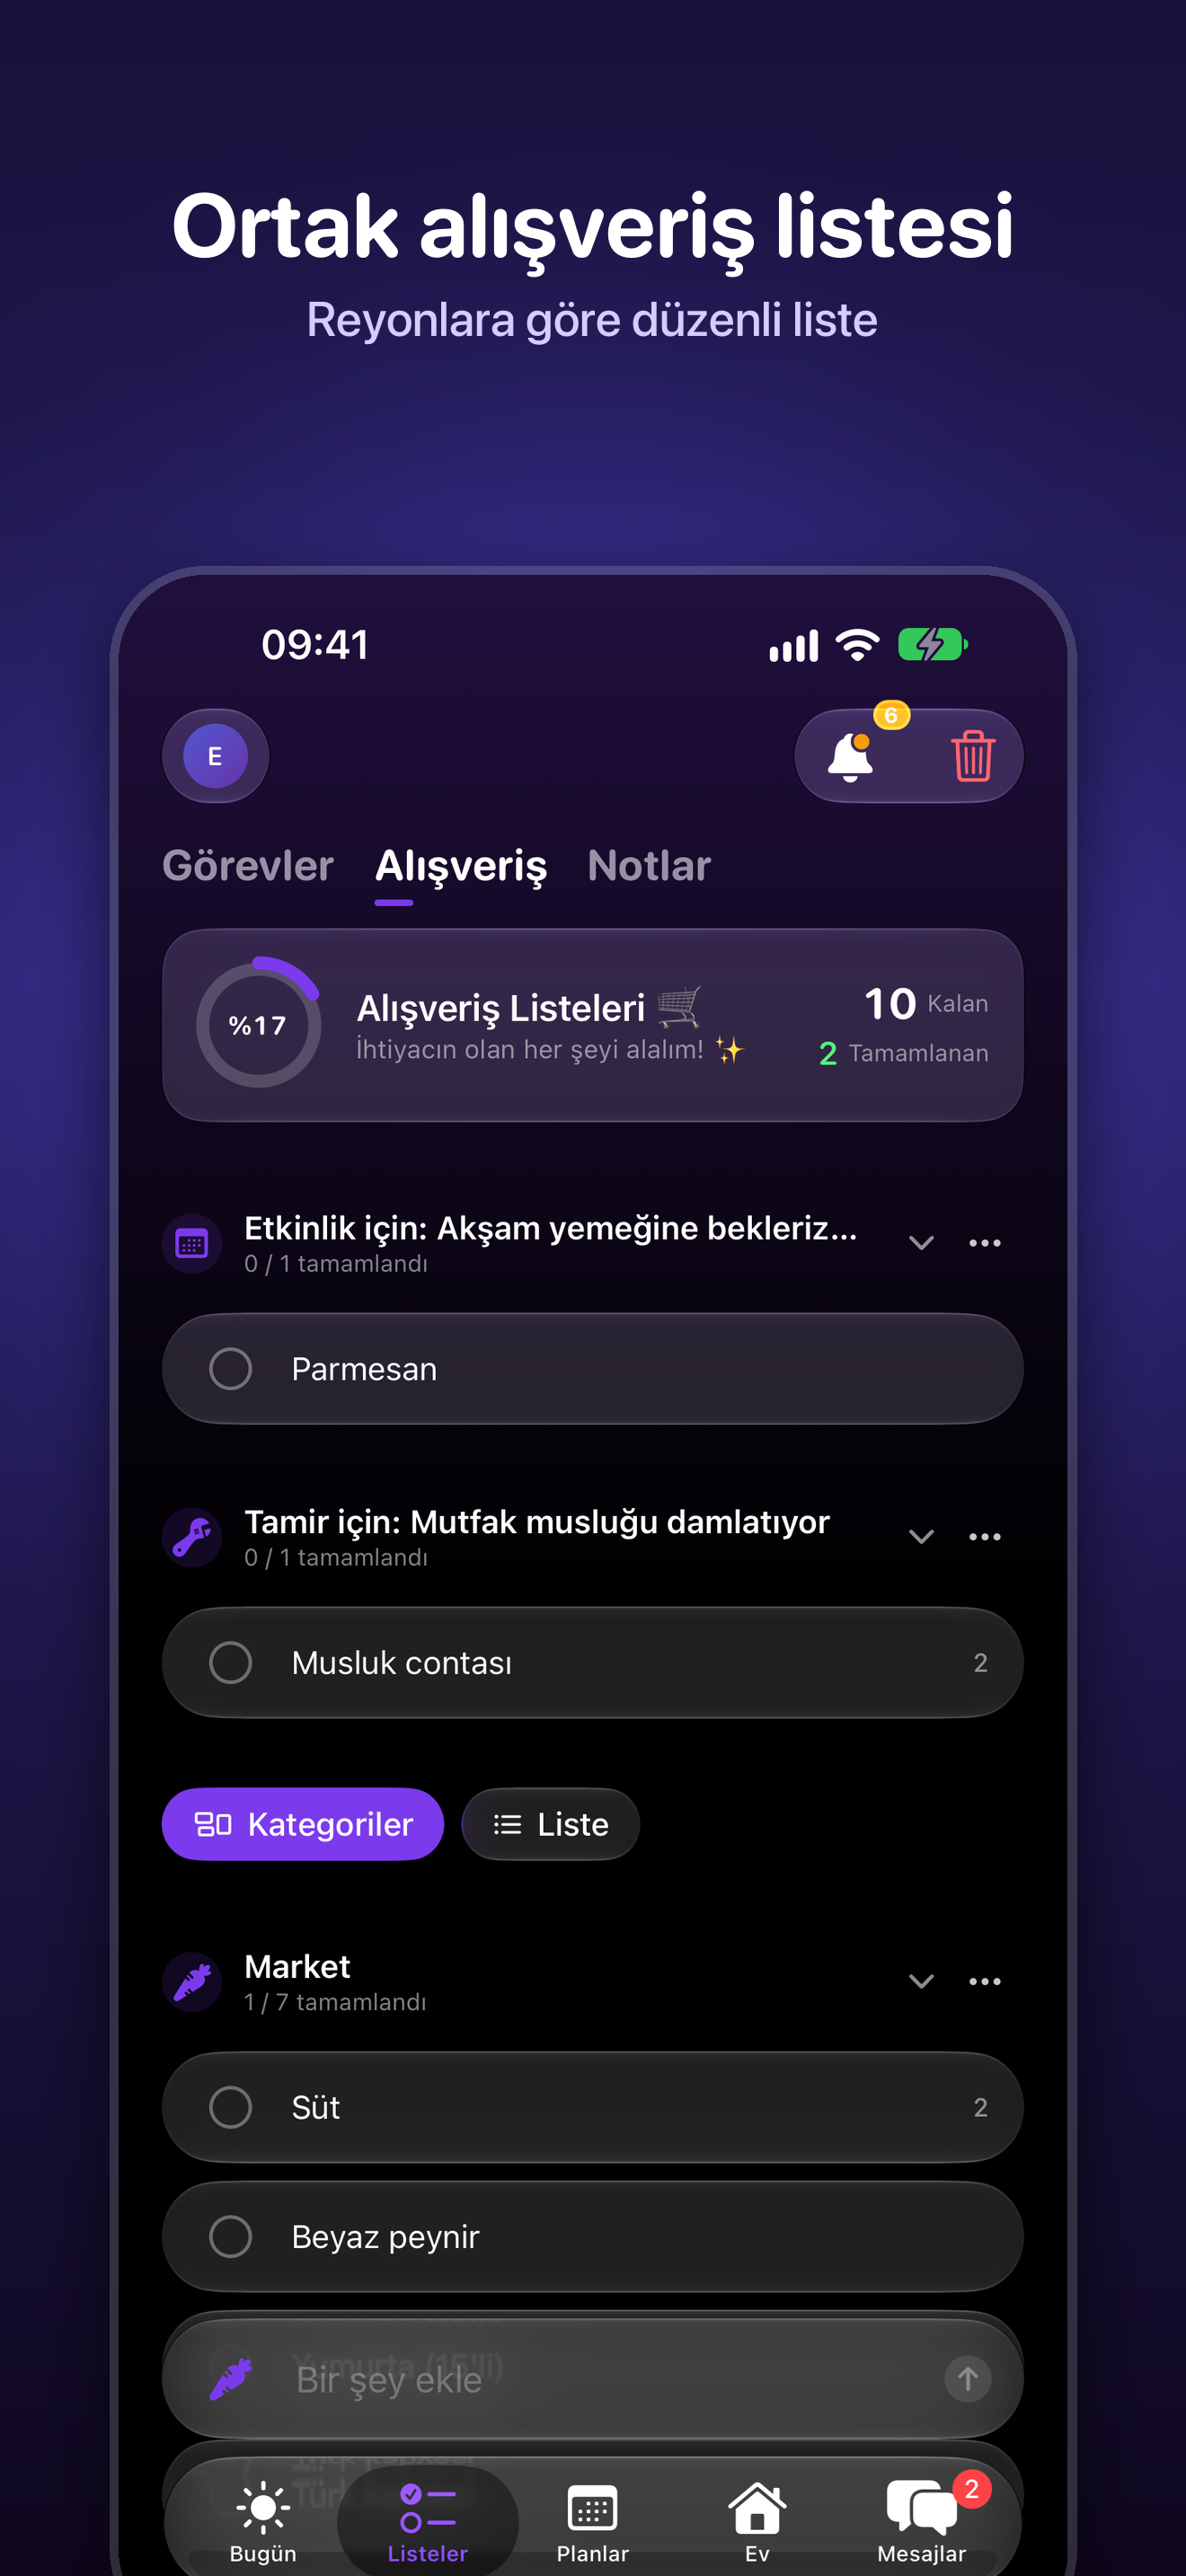 Ortak alışveriş listesi
Reyonlara göre düzenli liste
09:41
E
6
Görevler Alışveriş Notlar
%17
Alışveriş Listeleri 🛒
İhtiyacın olan her şeyi alalım! ✨
10 Kalan
2 Tamamlanan
Etkinlik için: Akşam yemeğine bekleriz...
0 / 1 tamamlandı
Parmesan
Tamir için: Mutfak musluğu damlatıyor
0 / 1 tamamlandı
Musluk contası 2
Kategoriler Liste
Market
1 / 7 tamamlandı
Süt 2
Beyaz peynir
Yumurta (15'li)
Bir şey ekle
2
Bugün Listeler Planlar Ev Mesajlar